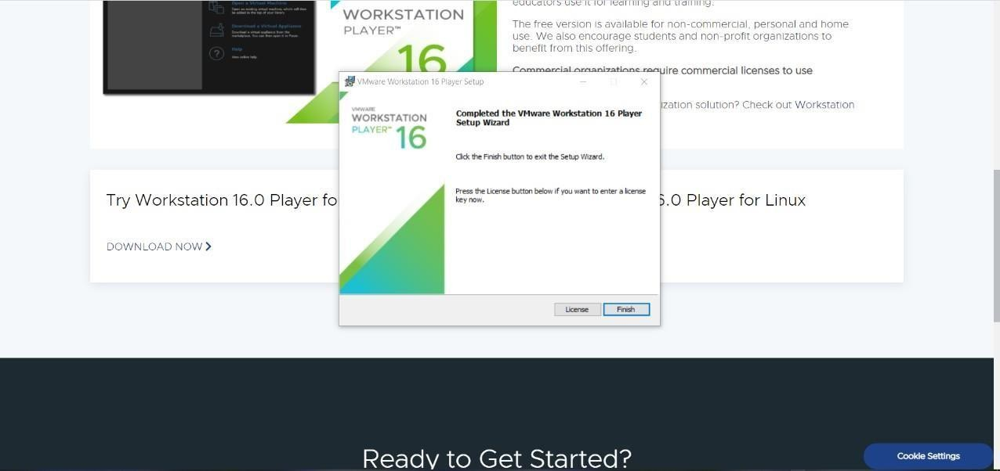 Open a Virtual Machine
Open an existing virtual machine, which will then
be added to the top of your library.
Download a Virtual Appliance
Download a virtual appliance from the
marketplace. You can then open it in Player.
Help
View online help.
WORKSTATION
PLAYER™
16
educators use it for learning and training.
The free version is available for non-commercial, personal and home
use. We also encourage students and non-profit organizations to
benefit from this offering.
Commercial organizations require commercial licenses to use
ization solution? Check out Workstation
VMware Workstation 16 Player Setup
VMWARE
WORKSTATION
PLAYER™ 16
Completed the VMware Workstation 16 Player
Setup Wizard
Click the Finish button to exit the Setup Wizard.
Press the License button below if you want to enter a license
key now.
License
Finish
Try Workstation 16.0 Player fo
6.0 Player for Linux
DOWNLOAD NOW
Ready to Get Started?
Cookie Settings